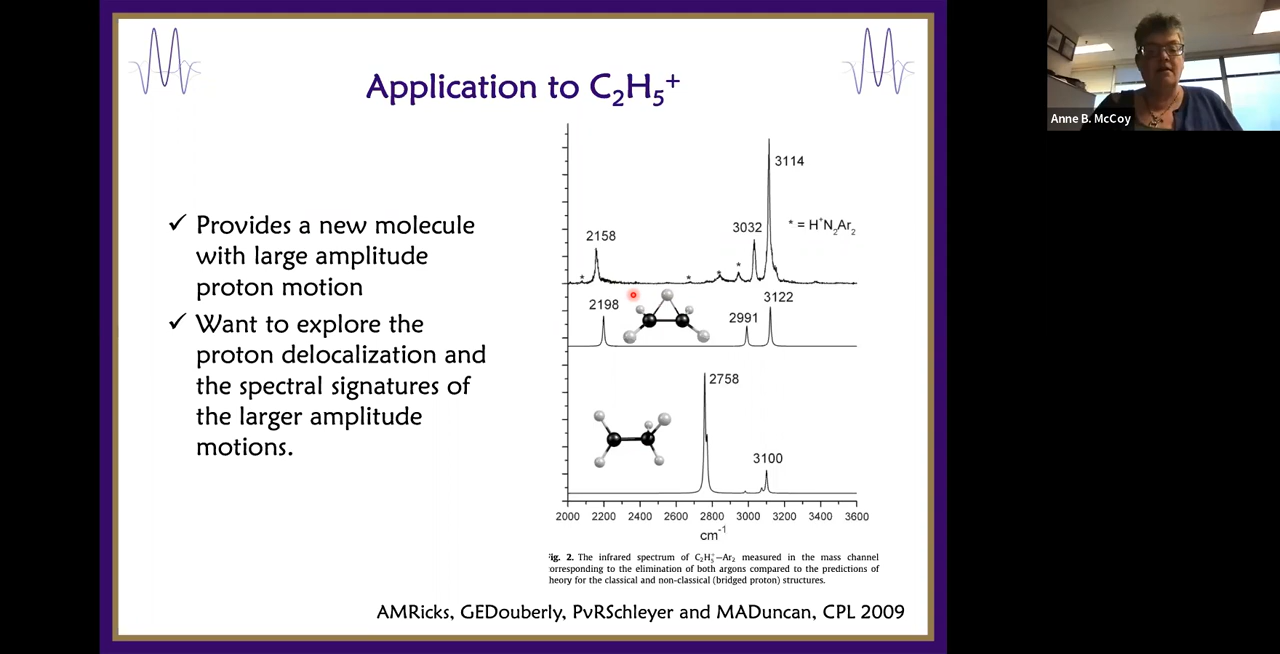 Application to C₂H₅⁺
✓ Provides a new molecule
with large amplitude
proton motion
✓ Want to explore the
proton delocalization and
the spectral signatures of
the larger amplitude
motions.
3114
* = H⁺N₂Ar₂
3032
2158
* * * *
2198
3122
2991
2758
3100
2000 2200 2400 2600 2800 3000 3200 3400 3600
cm⁻¹
ig. 2. The infrared spectrum of C₂H₅⁺–Ar₂ measured in the mass channel
orresponding to the elimination of both argons compared to the predictions of
heory for the classical and non-classical (bridged proton) structures.
AMRicks, GEDouberly, PvRSchleyer and MADuncan, CPL 2009
Anne B. McCoy